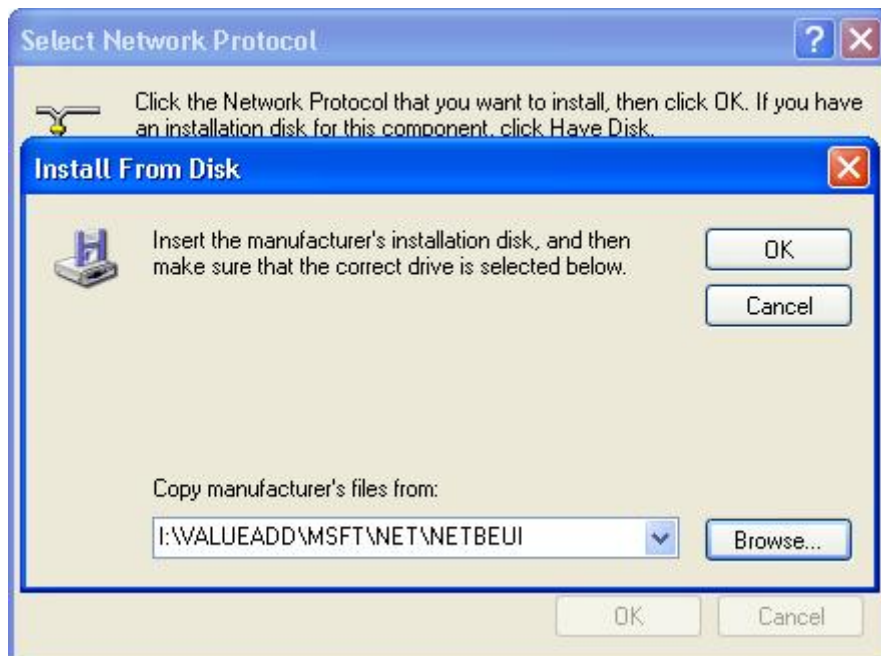 Select Network Protocol
Click the Network Protocol that you want to install, then click OK. If you have
an installation disk for this component, click Have Disk.
Install From Disk
Insert the manufacturer's installation disk, and then
make sure that the correct drive is selected below.
OK
Cancel
Copy manufacturer's files from:
I:\VALUEADD\MSFT\NET\NETBEUI
Browse...
OK
Cancel